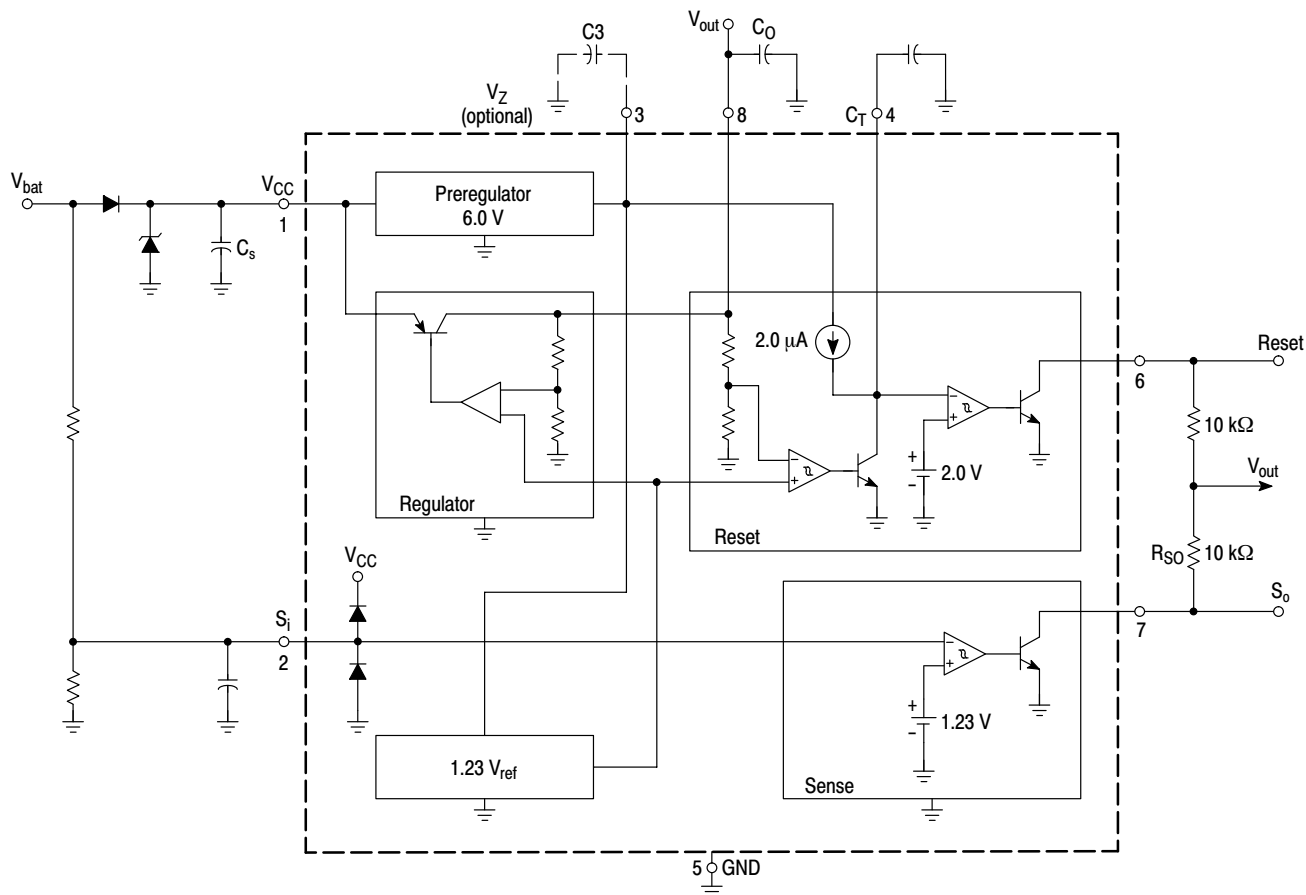 C3
V_out
C_O
V_Z
(optional)
3
8
C_T
4
V_bat
V_CC
1
C_s
Preregulator
6.0 V
2.0 μA
Regulator
Reset
6
10 kΩ
V_out
2.0 V
Reset
R_SO 10 kΩ
V_CC
S_i
2
7
S_o
1.23 V
1.23 V_ref
Sense
5 GND